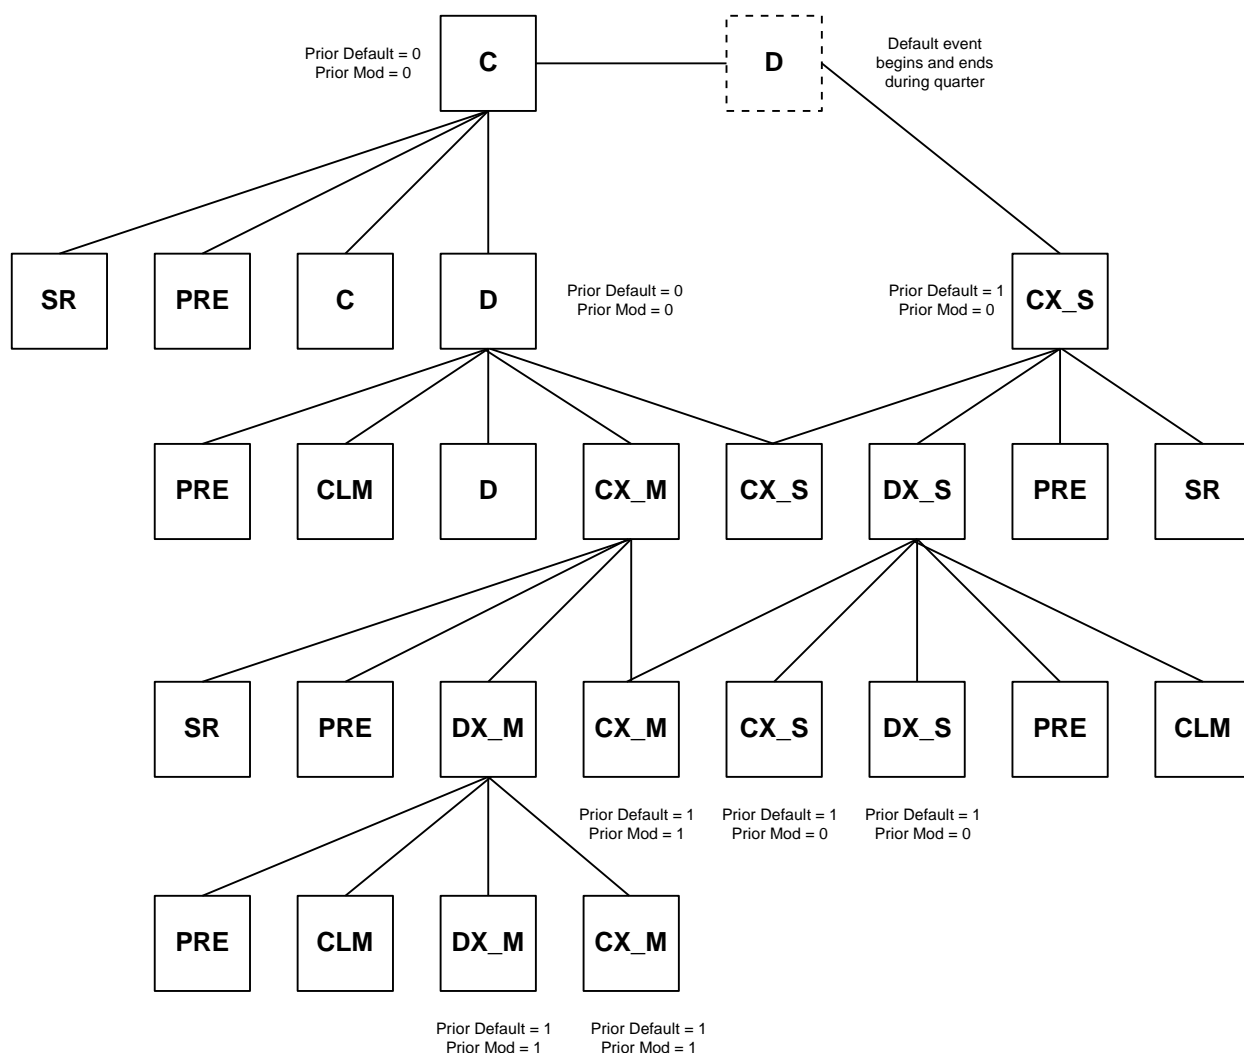 Prior Default = 0
Prior Mod = 0
C
D
Default event
begins and ends
during quarter
SR
PRE
C
D
Prior Default = 0
Prior Mod = 0
Prior Default = 1
Prior Mod = 0
CX_S
PRE
CLM
D
CX_M
CX_S
DX_S
PRE
SR
SR
PRE
DX_M
CX_M
CX_S
DX_S
PRE
CLM
Prior Default = 1
Prior Mod = 1
Prior Default = 1
Prior Mod = 0
Prior Default = 1
Prior Mod = 0
PRE
CLM
DX_M
CX_M
Prior Default = 1
Prior Mod = 1
Prior Default = 1
Prior Mod = 1